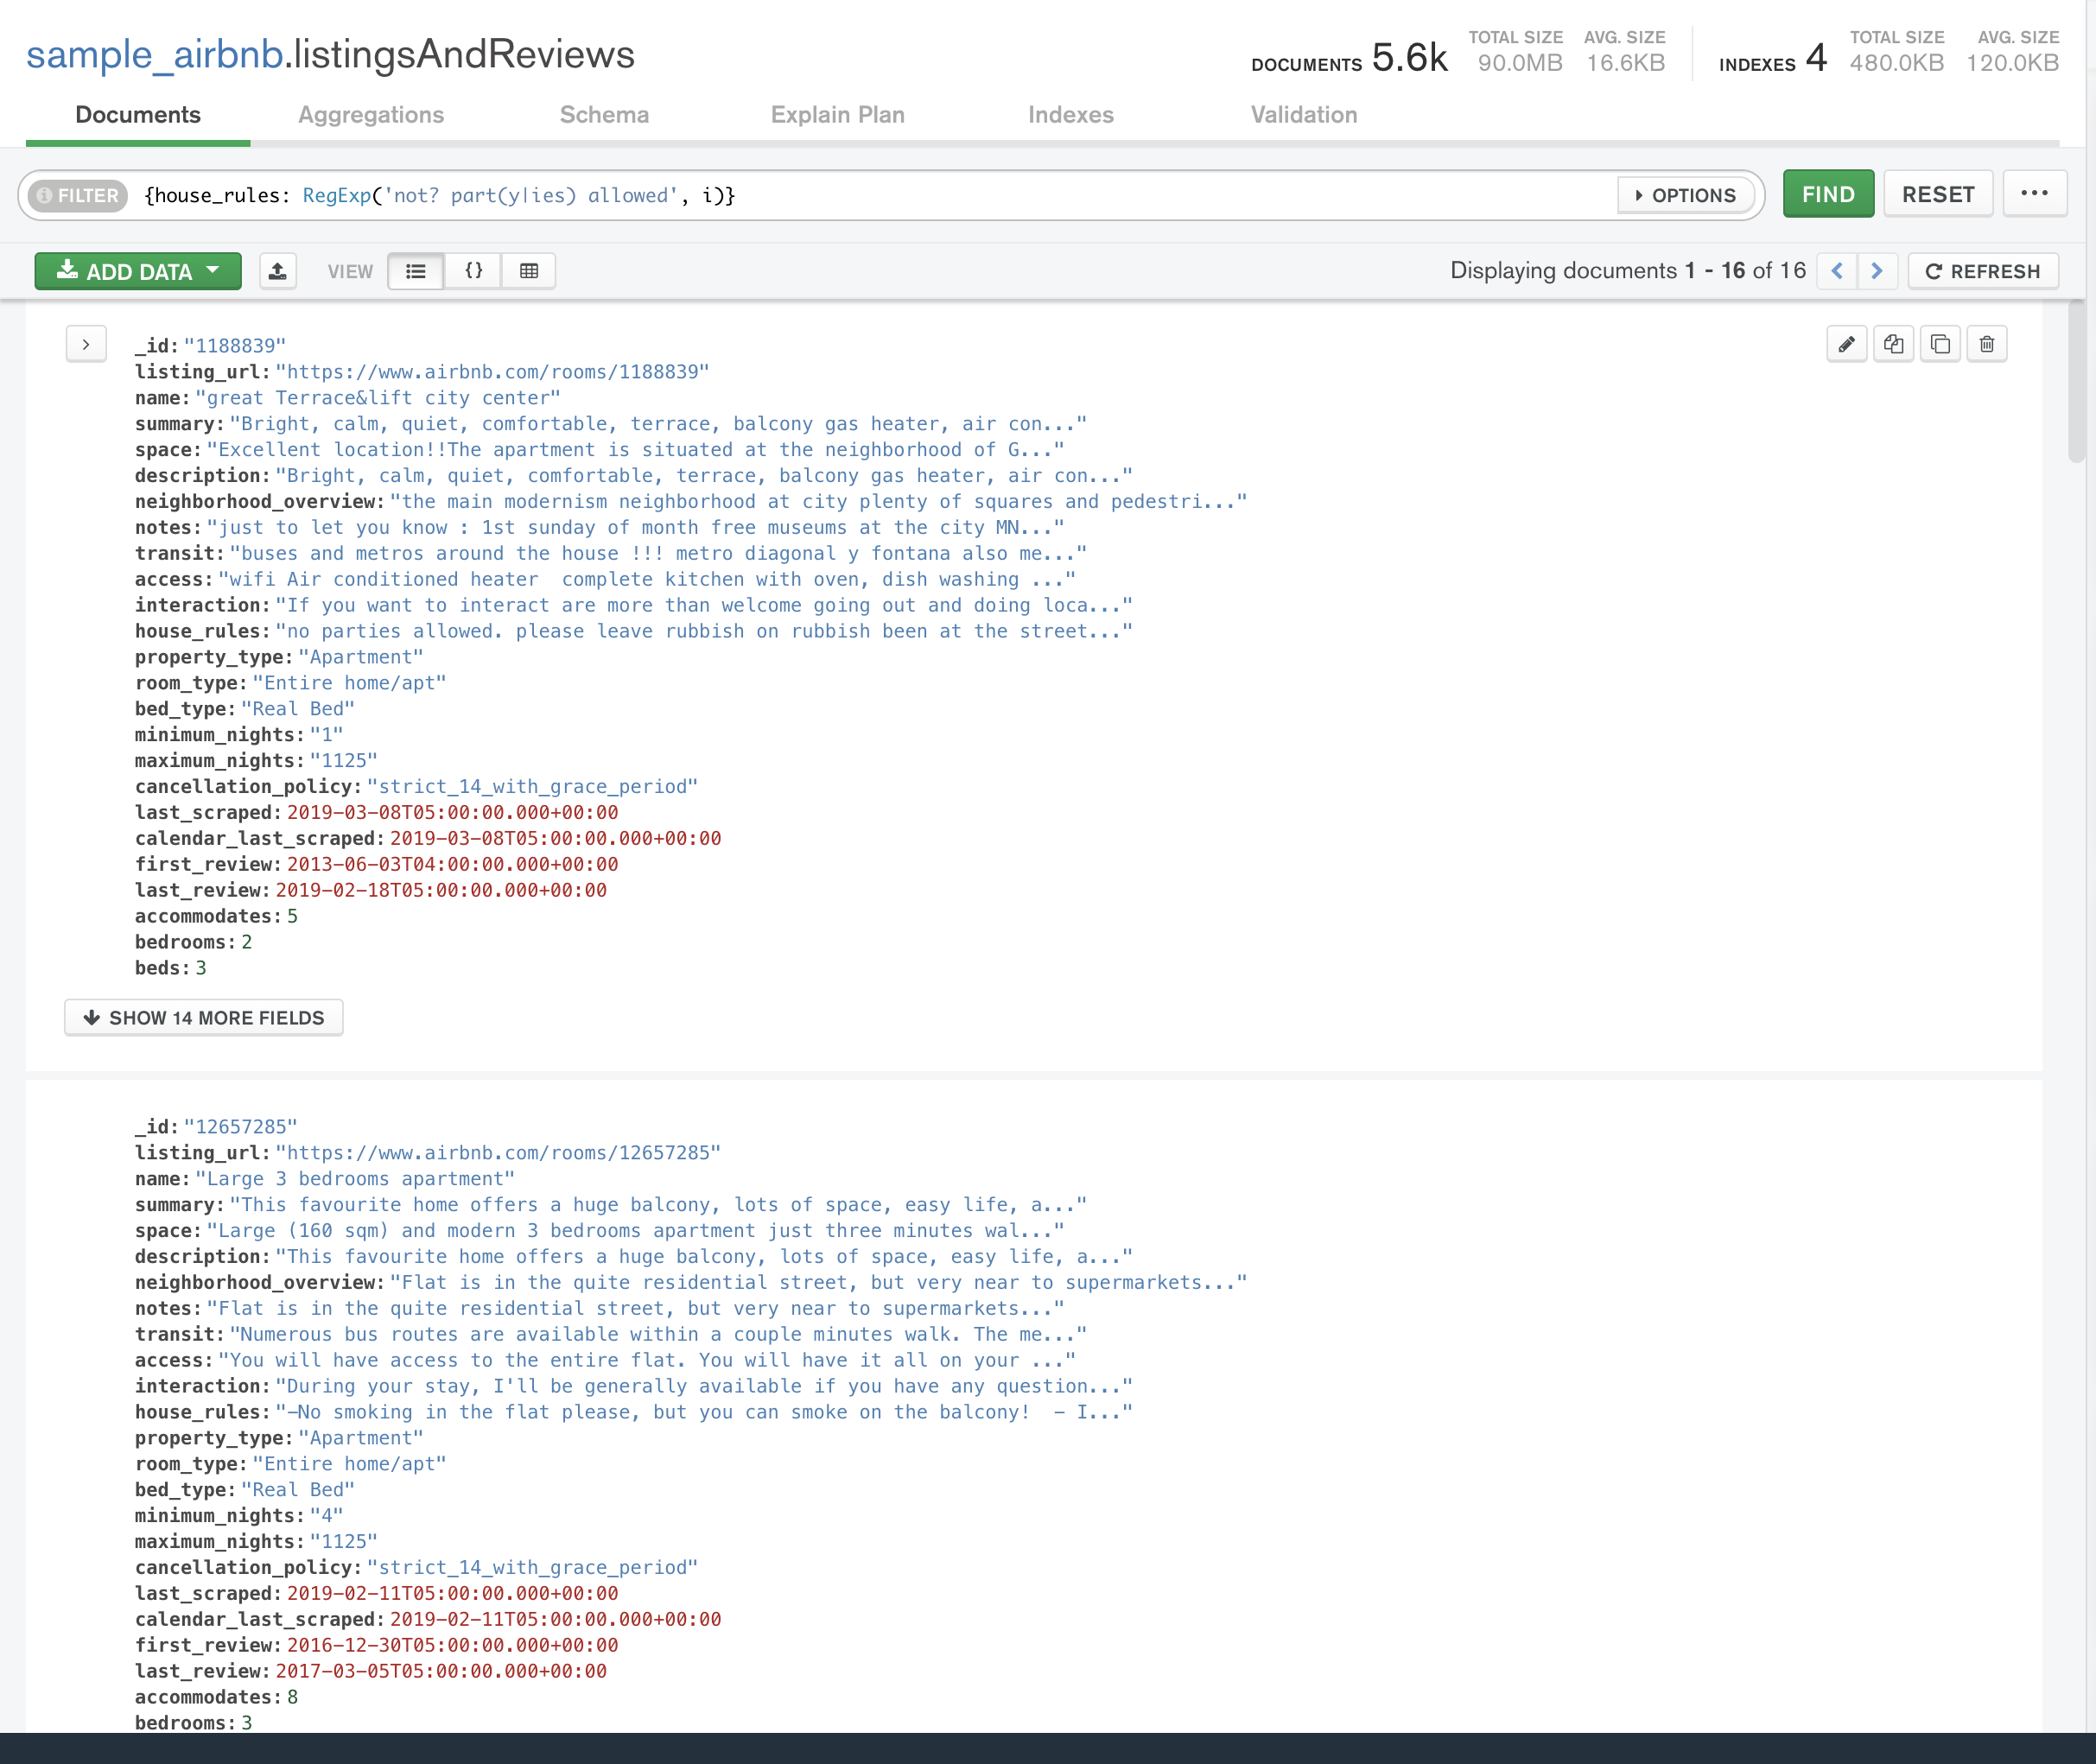 sample_airbnb.listingsAndReviews
DOCUMENTS 5.6k TOTAL SIZE 90.0MB AVG. SIZE 16.6KB INDEXES 4 TOTAL SIZE 480.0KB AVG. SIZE 120.0KB
Documents Aggregations Schema Explain Plan Indexes Validation
FILTER {house_rules: RegExp('not? part(y|ies) allowed', i)} OPTIONS FIND RESET ...
ADD DATA VIEW {} Displaying documents 1 - 16 of 16 < > REFRESH
_id: "1188839"
listing_url: "https://www.airbnb.com/rooms/1188839"
name: "great Terrace&lift city center"
summary: "Bright, calm, quiet, comfortable, terrace, balcony gas heater, air con..."
space: "Excellent location!!The apartment is situated at the neighborhood of G..."
description: "Bright, calm, quiet, comfortable, terrace, balcony gas heater, air con..."
neighborhood_overview: "the main modernism neighborhood at city plenty of squares and pedestri..."
notes: "just to let you know : 1st sunday of month free museums at the city MN..."
transit: "buses and metros around the house !!! metro diagonal y fontana also me..."
access: "wifi Air conditioned heater  complete kitchen with oven, dish washing ..."
interaction: "If you want to interact are more than welcome going out and doing loca..."
house_rules: "no parties allowed. please leave rubbish on rubbish been at the street..."
property_type: "Apartment"
room_type: "Entire home/apt"
bed_type: "Real Bed"
minimum_nights: "1"
maximum_nights: "1125"
cancellation_policy: "strict_14_with_grace_period"
last_scraped: 2019-03-08T05:00:00.000+00:00
calendar_last_scraped: 2019-03-08T05:00:00.000+00:00
first_review: 2013-06-03T04:00:00.000+00:00
last_review: 2019-02-18T05:00:00.000+00:00
accommodates: 5
bedrooms: 2
beds: 3
SHOW 14 MORE FIELDS
_id: "12657285"
listing_url: "https://www.airbnb.com/rooms/12657285"
name: "Large 3 bedrooms apartment"
summary: "This favourite home offers a huge balcony, lots of space, easy life, a..."
space: "Large (160 sqm) and modern 3 bedrooms apartment just three minutes wal..."
description: "This favourite home offers a huge balcony, lots of space, easy life, a..."
neighborhood_overview: "Flat is in the quite residential street, but very near to supermarkets..."
notes: "Flat is in the quite residential street, but very near to supermarkets..."
transit: "Numerous bus routes are available within a couple minutes walk. The me..."
access: "You will have access to the entire flat. You will have it all on your ..."
interaction: "During your stay, I'll be generally available if you have any question..."
house_rules: "-No smoking in the flat please, but you can smoke on the balcony!  - I..."
property_type: "Apartment"
room_type: "Entire home/apt"
bed_type: "Real Bed"
minimum_nights: "4"
maximum_nights: "1125"
cancellation_policy: "strict_14_with_grace_period"
last_scraped: 2019-02-11T05:00:00.000+00:00
calendar_last_scraped: 2019-02-11T05:00:00.000+00:00
first_review: 2016-12-30T05:00:00.000+00:00
last_review: 2017-03-05T05:00:00.000+00:00
accommodates: 8
bedrooms: 3